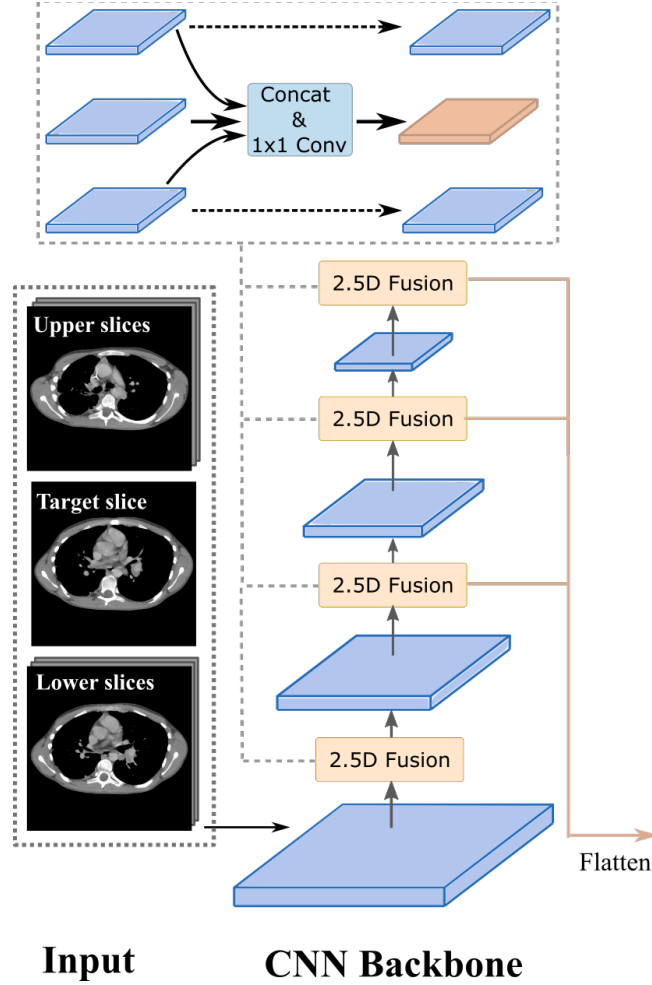 Concat
&
1x1 Conv
2.5D Fusion
Upper slices
2.5D Fusion
Target slice
2.5D Fusion
Lower slices
2.5D Fusion
Flatten
Input
CNN Backbone